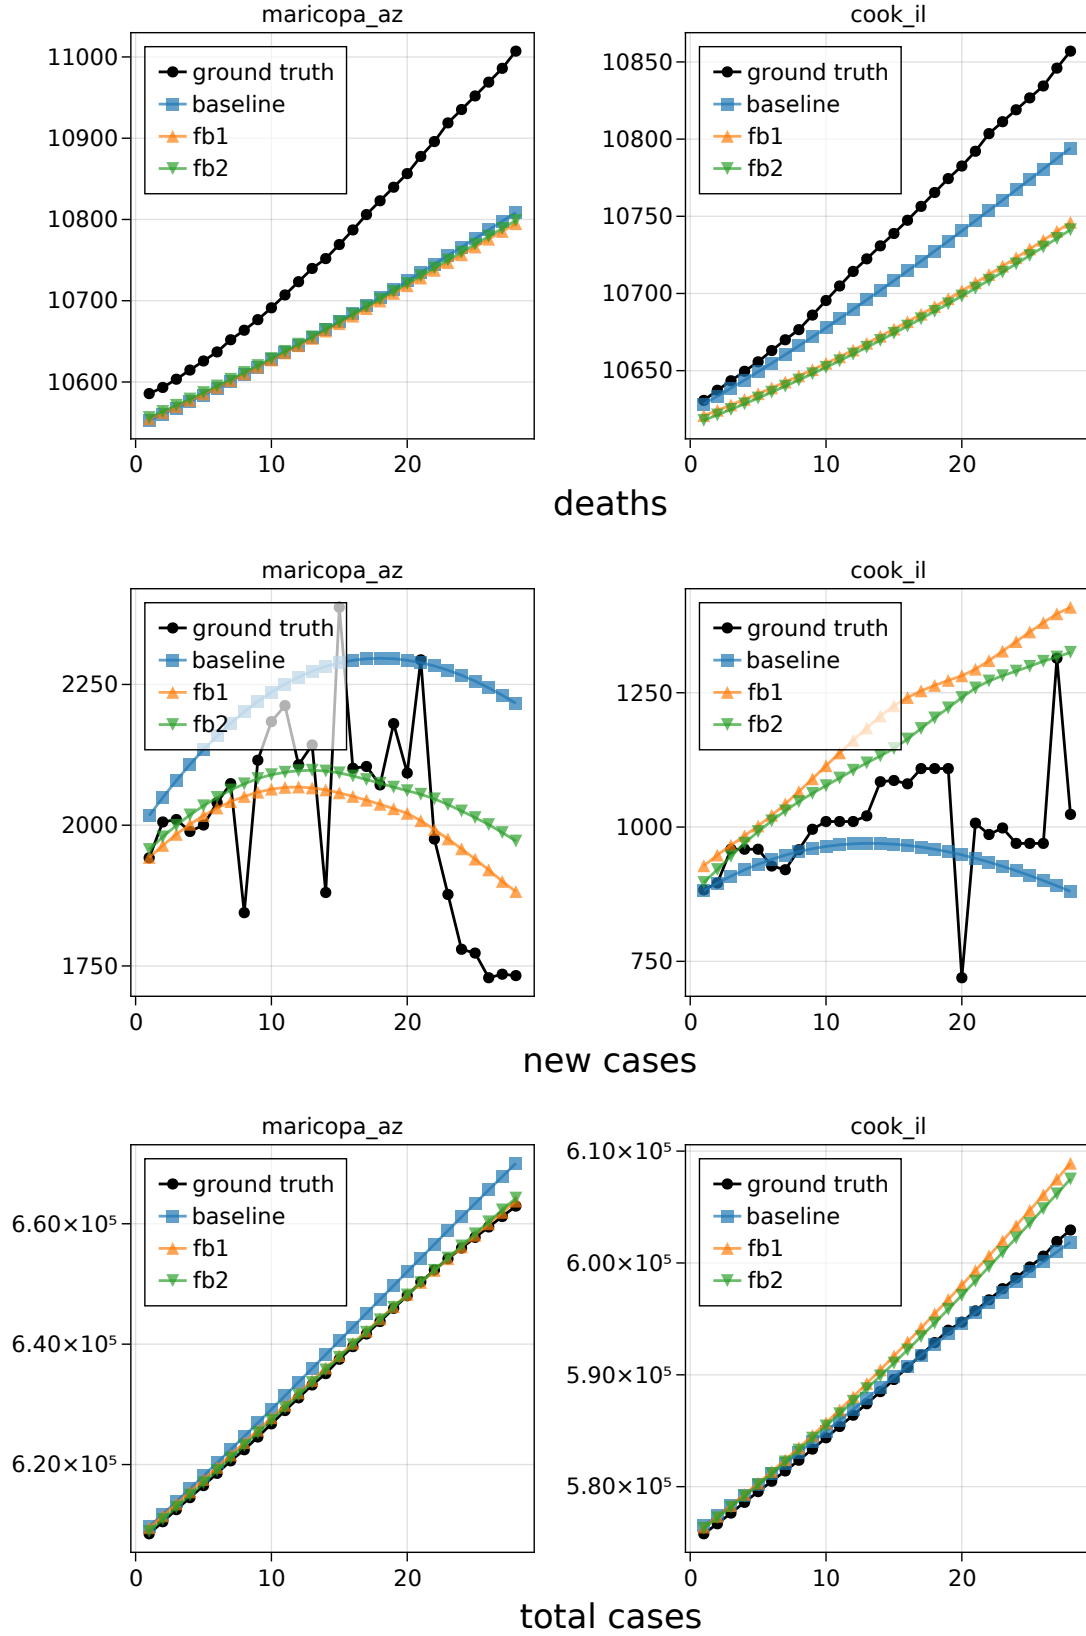 maricopa_az
cook_il
11000
10900
10800
10700
10600
ground truth
baseline
fb1
fb2
0
10
20
10850
10800
10750
10700
10650
ground truth
baseline
fb1
fb2
0
10
20
deaths
maricopa_az
cook_il
2250
2000
1750
ground truth
baseline
fb1
fb2
0
10
20
1250
1000
750
ground truth
baseline
fb1
fb2
0
10
20
new cases
maricopa_az
cook_il
6.60×10⁵
6.40×10⁵
6.20×10⁵
ground truth
baseline
fb1
fb2
0
10
20
6.10×10⁵
6.00×10⁵
5.90×10⁵
5.80×10⁵
ground truth
baseline
fb1
fb2
0
10
20
total cases